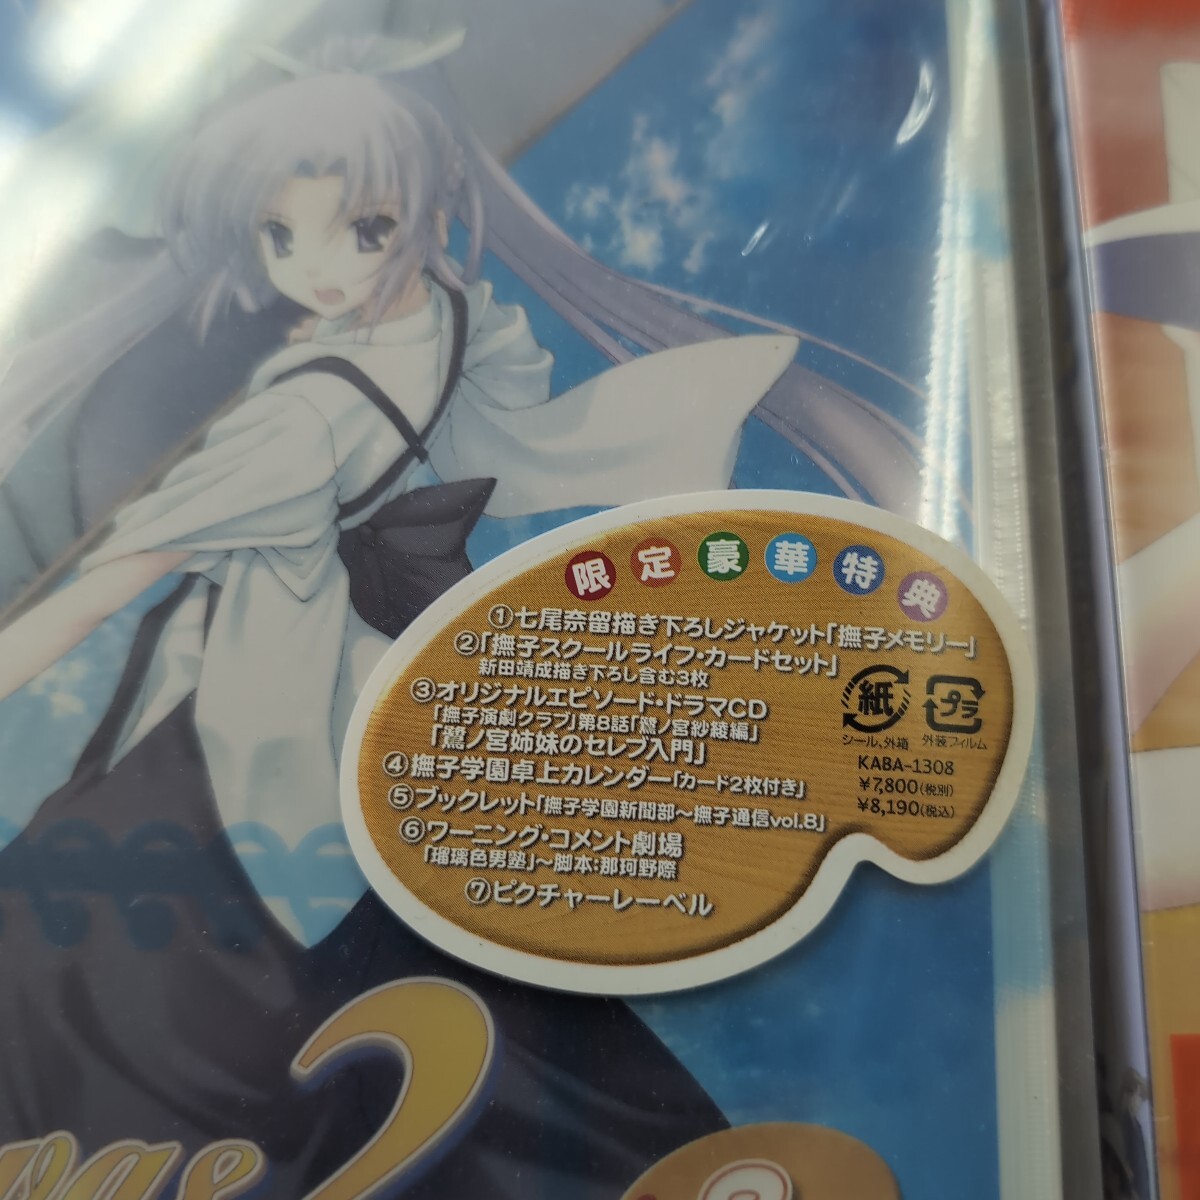 限定豪華特典
①七尾奈留描き下ろしジャケット「撫子メモリー」
②「撫子スクールライフ・カードセット」
新田靖成描き下ろし含む3枚
③オリジナルエピソード・ドラマCD
「撫子演劇クラブ」第8話「鷺ノ宮紗綾編」
「鷺ノ宮姉妹のセレブ入門」
④撫子学園卓上カレンダー「カード2枚付き」
⑤ブックレット「撫子学園新聞部～撫子通信vol.8」
⑥ワーニング・コメント劇場
「瑠璃色男塾」～脚本:那珂野際
⑦ピクチャーレーベル
紙
プラ
シール、外箱 外装フィルム
KABA-1308
¥7,800(税別)
¥8,190(税込)
vas 2
8